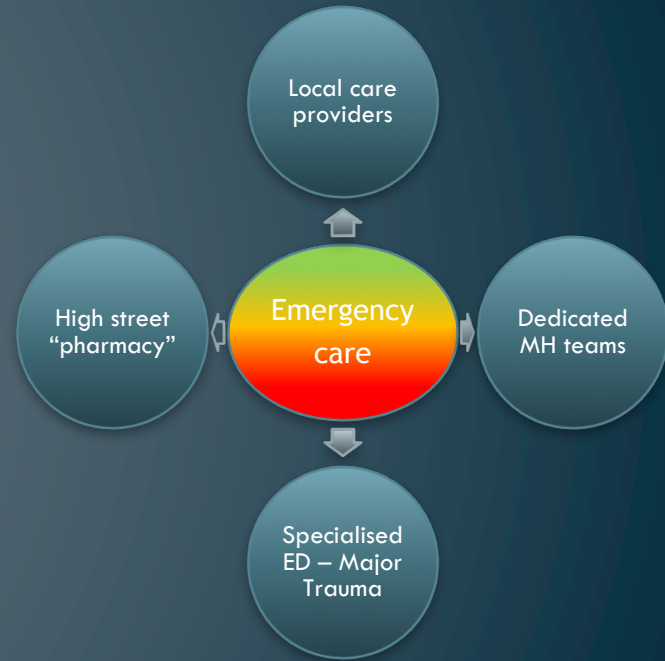 Local care
providers
High street
“pharmacy”
Emergency
care
Dedicated
MH teams
Specialised
ED – Major
Trauma